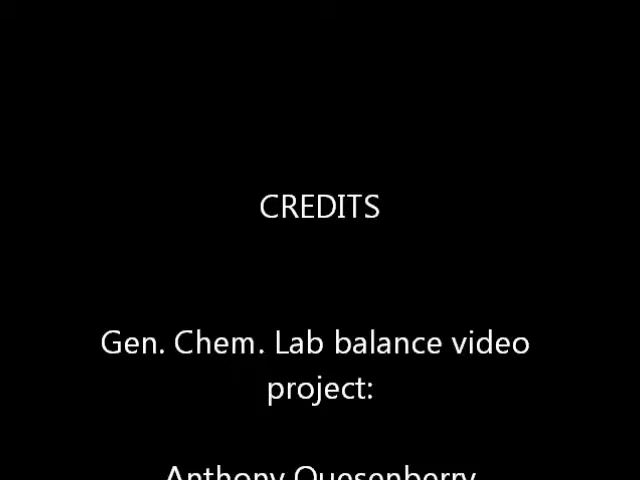 CREDITS
Gen. Chem. Lab balance video
project:
Anthony Quesenberry